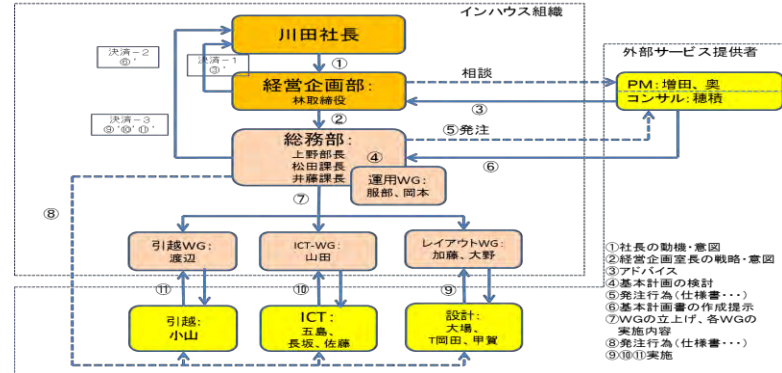 インハウス組織
決済－2
⑥’
決済－1
③’
川田社長
①
外部サービス提供者
経営企画部:
林取締役
相談
③
PM:増田、奥
コンサル:穂積
②
決済－3
⑨’⑩’⑪’
総務部:
上野部長
松田課長
井藤課長
④
運用WG:
服部、岡本
⑤発注
⑥
⑧
⑦
引越WG:
渡辺
ICT-WG:
山田
レイアウトWG:
加藤、大野
⑪
⑩
⑨
引越:
小山
ICT:
五島、
長坂、佐藤
設計:
大場、
T岡田、甲賀
①社長の動機・意図
②経営企画室長の戦略・意図
③アドバイス
④基本計画の検討
⑤発注行為(仕様書・・・)
⑥基本計画書の作成提示
⑦WGの立上げ、各WGの
実施内容
⑧発注行為(仕様書・・・)
⑨⑩⑪実施